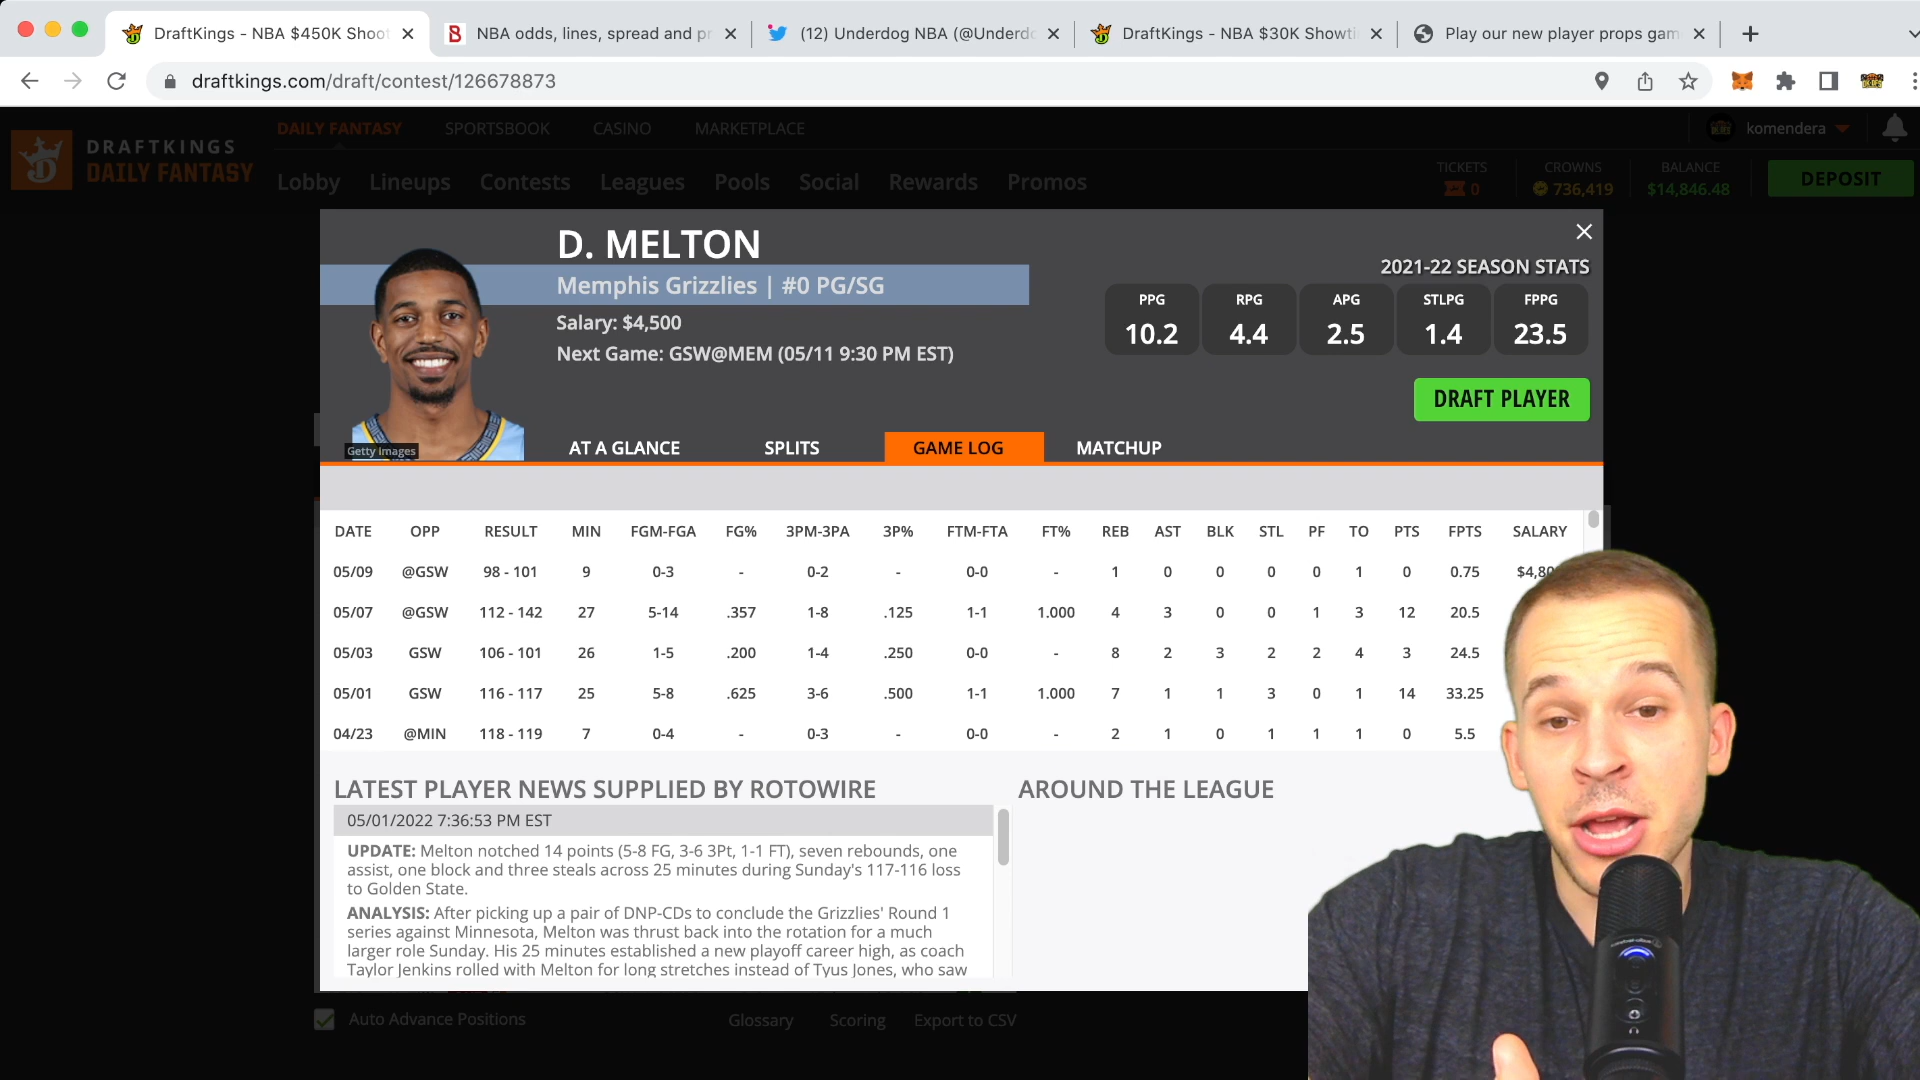 DraftKings - NBA $450K Shoot
NBA odds, lines, spread and pr
(12) Underdog NBA (@Underdo
DraftKings - NBA $30K Showti
Play our new player props gam
draftkings.com/draft/contest/126678873
DRAFTKINGS
DAILY FANTASY
DAILY FANTASY SPORTSBOOK CASINO MARKETPLACE
komendera
Lobby Lineups Contests Leagues Pools Social Rewards Promos
TICKETS
0
CROWNS
736,419
BALANCE
$14,846.48
DEPOSIT
D. MELTON
Memphis Grizzlies | #0 PG/SG
Salary: $4,500
Next Game: GSW@MEM (05/11 9:30 PM EST)
Getty Images
2021-22 SEASON STATS
PPG RPG APG STLPG FPPG
10.2 4.4 2.5 1.4 23.5
DRAFT PLAYER
AT A GLANCE SPLITS GAME LOG MATCHUP
DATE OPP RESULT MIN FGM-FGA FG% 3PM-3PA 3P% FTM-FTA FT% REB AST BLK STL PF TO PTS FPTS SALARY
05/09 @GSW 98 - 101 9 0-3 - 0-2 - 0-0 - 1 0 0 0 0 1 0 0.75 $4,80
05/07 @GSW 112 - 142 27 5-14 .357 1-8 .125 1-1 1.000 4 3 0 0 1 3 12 20.5
05/03 GSW 106 - 101 26 1-5 .200 1-4 .250 0-0 - 8 2 3 2 2 4 3 24.5
05/01 GSW 116 - 117 25 5-8 .625 3-6 .500 1-1 1.000 7 1 1 3 0 1 14 33.25
04/23 @MIN 118 - 119 7 0-4 - 0-3 - 0-0 - 2 1 0 1 1 1 0 5.5
LATEST PLAYER NEWS SUPPLIED BY ROTOWIRE
AROUND THE LEAGUE
05/01/2022 7:36:53 PM EST
UPDATE: Melton notched 14 points (5-8 FG, 3-6 3Pt, 1-1 FT), seven rebounds, one
assist, one block and three steals across 25 minutes during Sunday's 117-116 loss
to Golden State.
ANALYSIS: After picking up a pair of DNP-CDs to conclude the Grizzlies' Round 1
series against Minnesota, Melton was thrust back into the rotation for a much
larger role Sunday. His 25 minutes established a new playoff career high, as coach
Taylor Jenkins rolled with Melton for long stretches instead of Tyus Jones, who saw
Auto Advance Positions
Glossary Scoring Export to CSV